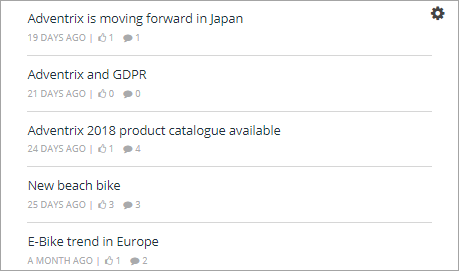 Adventrix is moving forward in Japan
19 DAYS AGO | 1 1
Adventrix and GDPR
21 DAYS AGO | 0 0
Adventrix 2018 product catalogue available
24 DAYS AGO | 1 4
New beach bike
25 DAYS AGO | 3 3
E-Bike trend in Europe
A MONTH AGO | 1 2